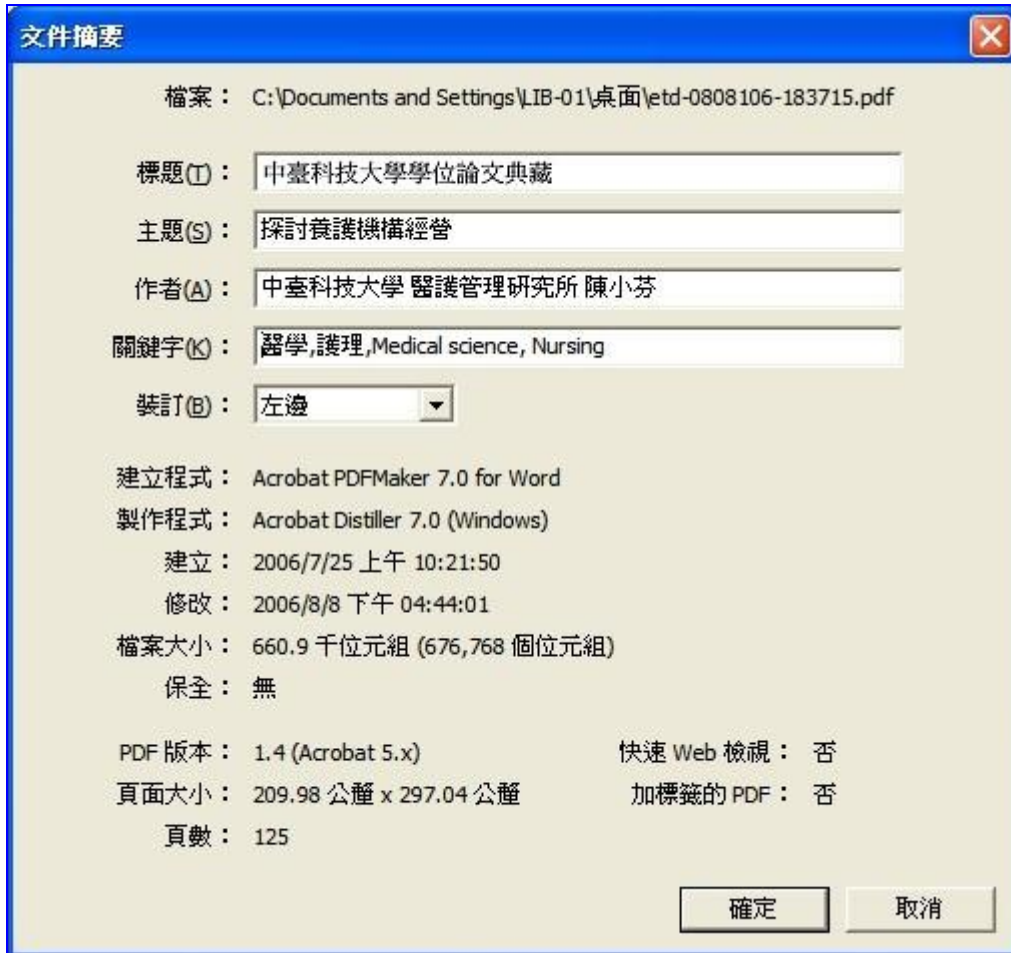 文件摘要
檔案： C:\Documents and Settings\LIB-01\桌面\etd-0808106-183715.pdf
標題(T)： 中臺科技大學學位論文典藏
主題(S)： 探討養護機構經營
作者(A)： 中臺科技大學 醫護管理研究所 陳小芬
關鍵字(K)： 醫學,護理,Medical science, Nursing
裝訂(B)： 左邊
建立程式： Acrobat PDFMaker 7.0 for Word
製作程式： Acrobat Distiller 7.0 (Windows)
建立： 2006/7/25 上午 10:21:50
修改： 2006/8/8 下午 04:44:01
檔案大小： 660.9 千位元組 (676,768 個位元組)
保全： 無
PDF 版本： 1.4 (Acrobat 5.x) 快速 Web 檢視： 否
頁面大小： 209.98 公釐 x 297.04 公釐 加標籤的 PDF： 否
頁數： 125
確定 取消